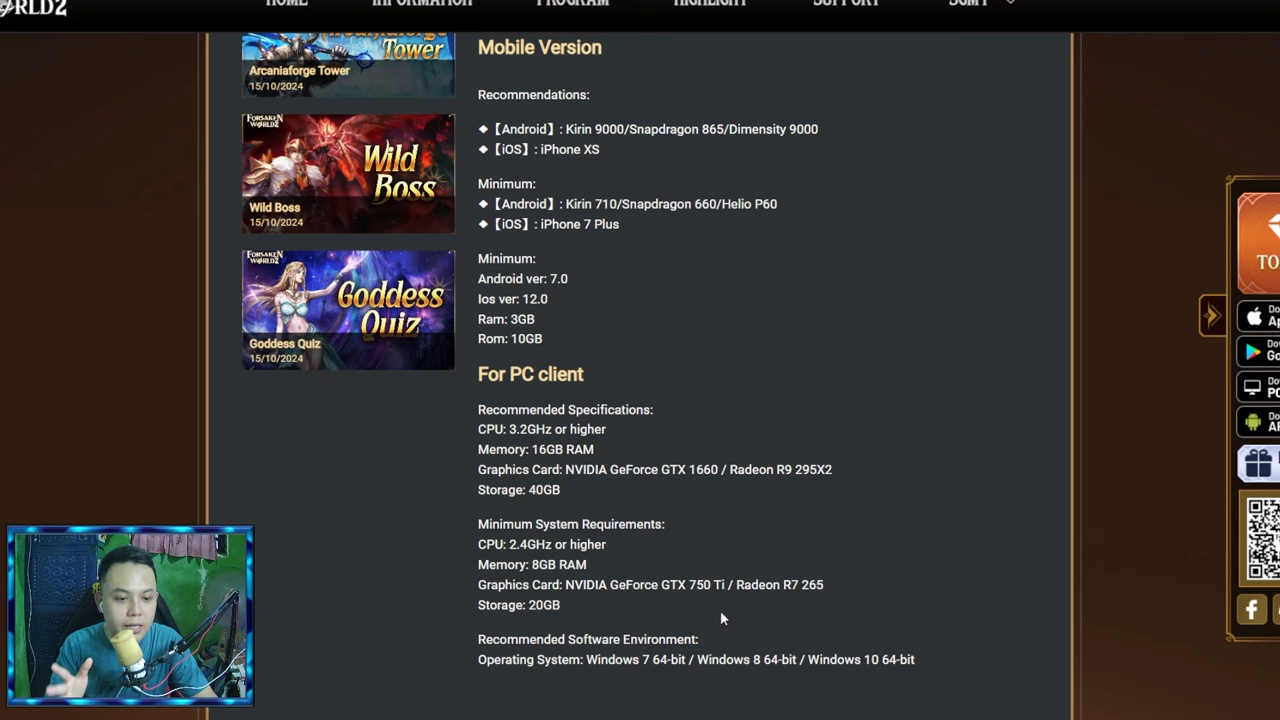 HOME INFORMATION PROGRAM HIGHLIGHT SUPPORT
Tower
Arcaniaforge Tower
15/10/2024
FORSAKEN
WORLD2
Wild
Boss
Wild Boss
15/10/2024
FORSAKEN
WORLD2
Goddess
Quiz
Goddess Quiz
15/10/2024
Mobile Version
Recommendations:
❖【Android】: Kirin 9000/Snapdragon 865/Dimensity 9000
❖【iOS】: iPhone XS
Minimum:
❖【Android】: Kirin 710/Snapdragon 660/Helio P60
❖【iOS】: iPhone 7 Plus
Minimum:
Android ver: 7.0
Ios ver: 12.0
Ram: 3GB
Rom: 10GB
For PC client
Recommended Specifications:
CPU: 3.2GHz or higher
Memory: 16GB RAM
Graphics Card: NVIDIA GeForce GTX 1660 / Radeon R9 295X2
Storage: 40GB
Minimum System Requirements:
CPU: 2.4GHz or higher
Memory: 8GB RAM
Graphics Card: NVIDIA GeForce GTX 750 Ti / Radeon R7 265
Storage: 20GB
Recommended Software Environment:
Operating System: Windows 7 64-bit / Windows 8 64-bit / Windows 10 64-bit